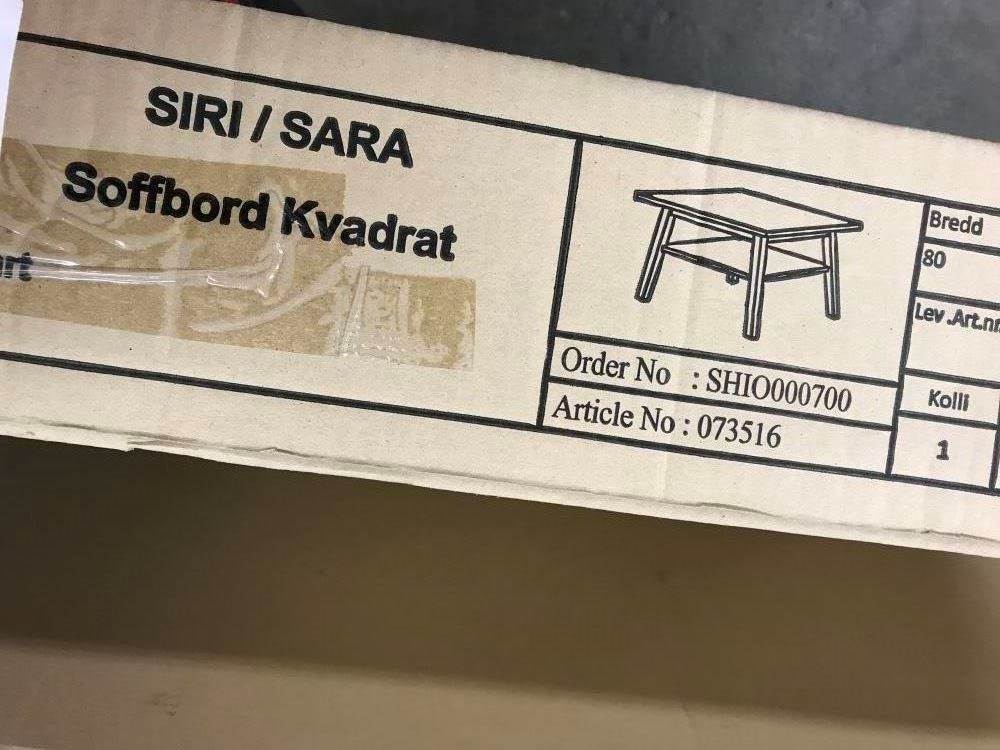 SIRI / SARA
Soffbord Kvadrat
Order No : SHIO000700
Article No : 073516
Bredd
80
Lev.Art.nr
Kolli
1